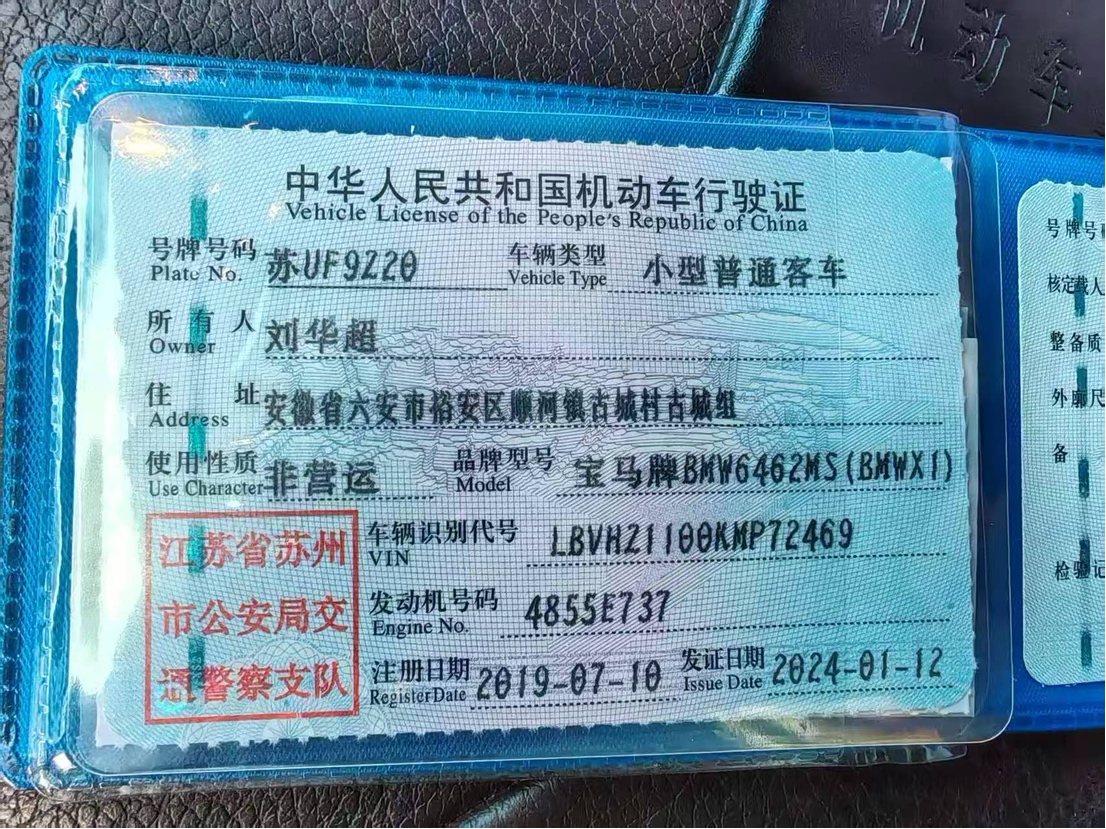 机动车
中华人民共和国机动车行驶证
Vehicle License of the People's Republic of China
号牌号码 苏UF9Z20 车辆类型 小型普通客车
Plate No. Vehicle Type
所有人 刘华超
Owner
住址 安徽省六安市裕安区顺河镇古城村古城组
Address
使用性质 非营运 品牌型号 宝马牌BMW6462MS(BMWX1)
Use Character Model
江苏省苏州
市公安局交
通警察支队
车辆识别代号 LBVHZ1100KMP72469
VIN
发动机号码 4855E737
Engine No.
注册日期 2019-07-10 发证日期 2024-01-12
Register Date Issue Date
号牌号码
核定载人
整备质
外廓尺
备
检验记